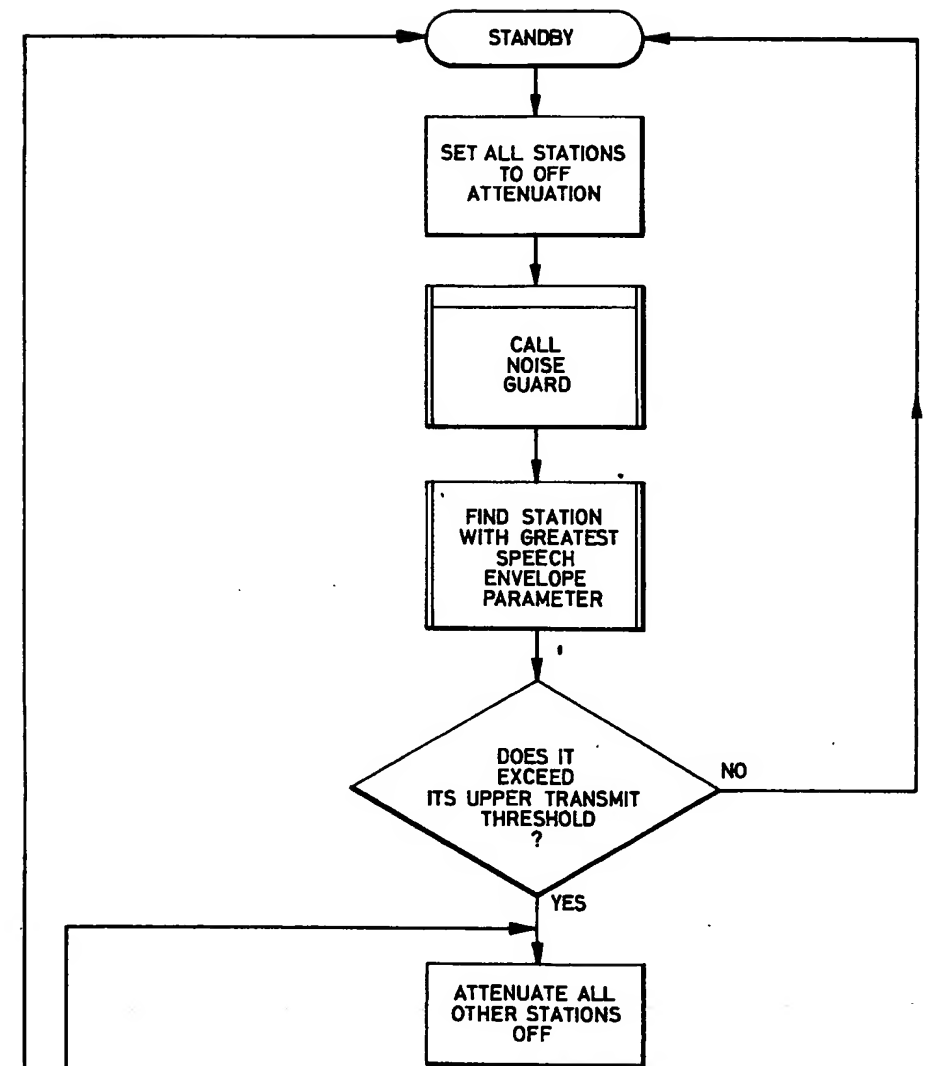 STANDBY
SET ALL STATIONS
TO OFF
ATTENUATION
CALL
NOISE
GUARD
FIND STATION
WITH GREATEST
SPEECH
ENVELOPE
PARAMETER
DOES IT
EXCEED
ITS UPPER TRANSMIT
THRESHOLD
?
NO
YES
ATTENUATE ALL
OTHER STATIONS
OFF